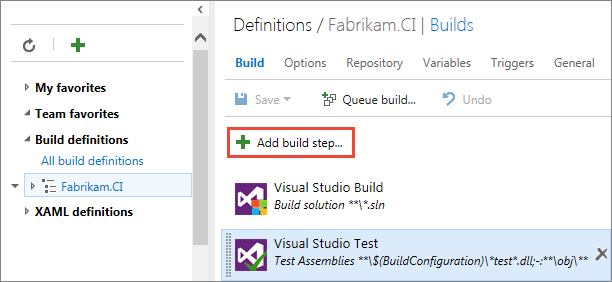 My favorites
Team favorites
Build definitions
All build definitions
Fabrikam.CI
XAML definitions
Definitions / Fabrikam.CI | Builds
Build Options Repository Variables Triggers General
Save Queue build... Undo
Add build step...
Visual Studio Build
Build solution **\*.sln
Visual Studio Test
Test Assemblies **\$(BuildConfiguration)\*test*.dll;-:**\obj\**